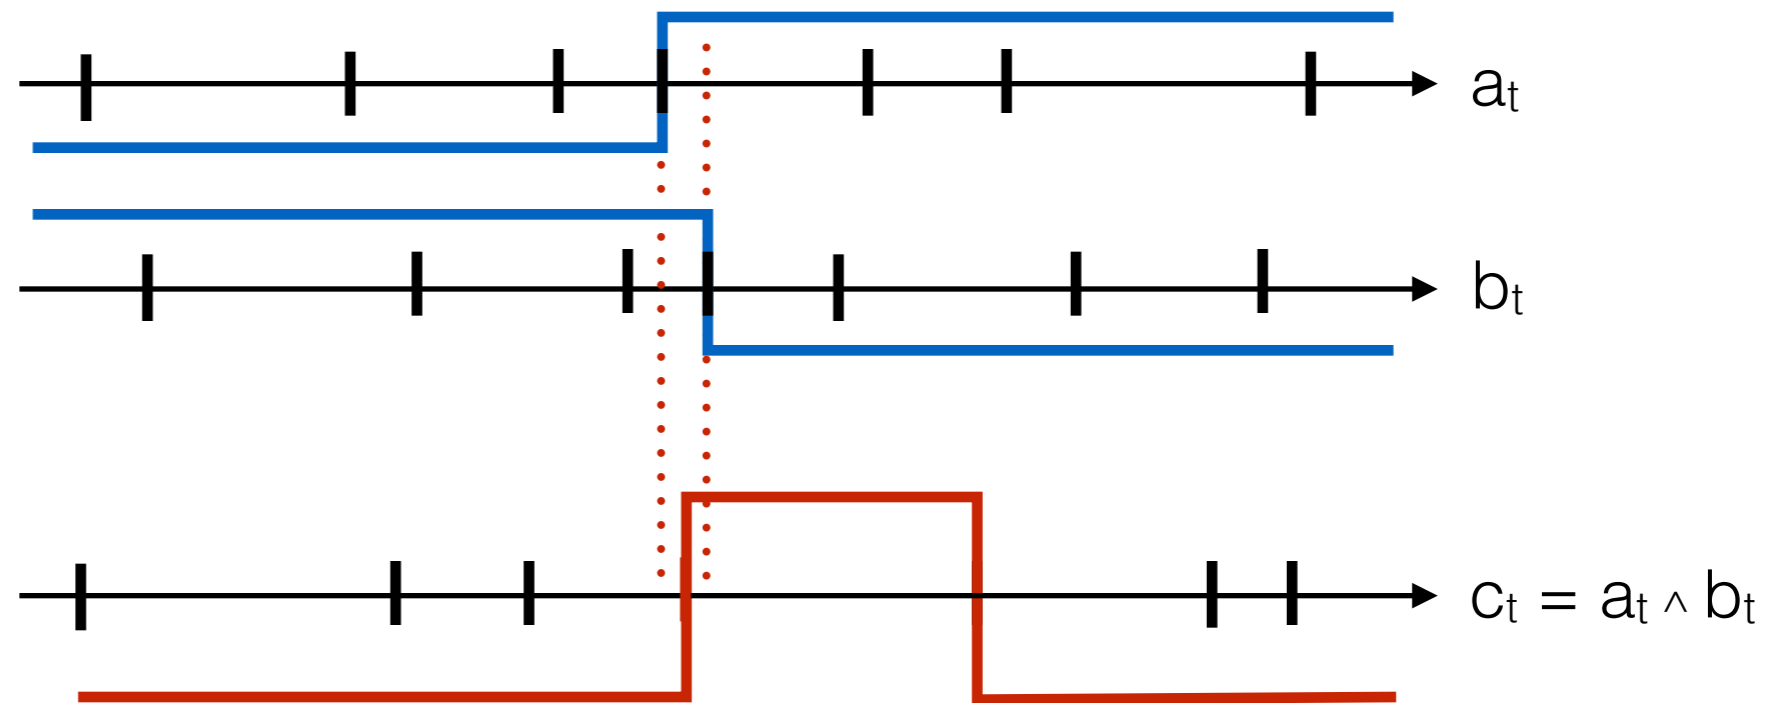 at
bt
ct = at ∧ bt